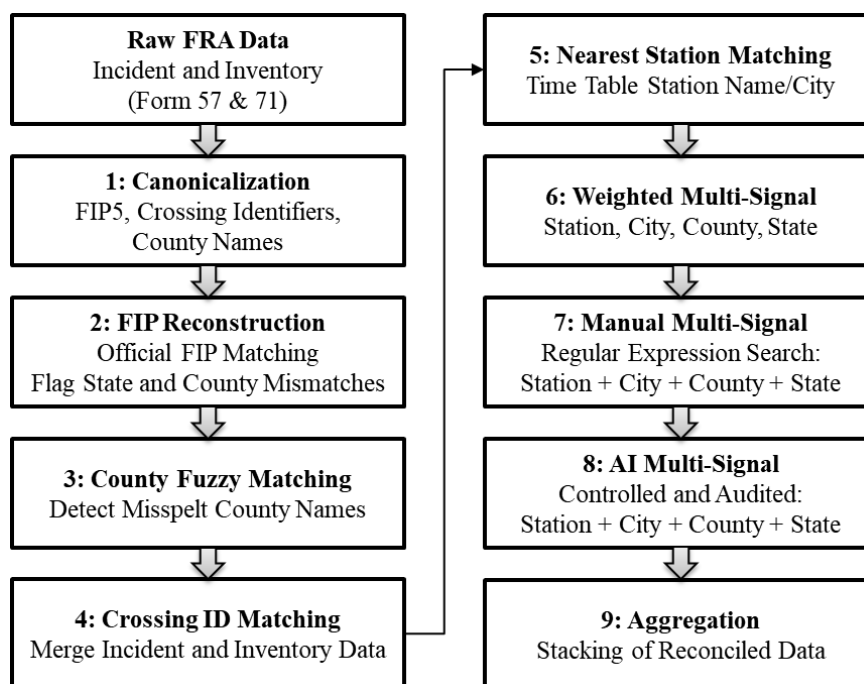 Raw FRA Data
Incident and Inventory
(Form 57 & 71)
1: Canonicalization
FIP5, Crossing Identifiers,
County Names
2: FIP Reconstruction
Official FIP Matching
Flag State and County Mismatches
3: County Fuzzy Matching
Detect Misspelt County Names
4: Crossing ID Matching
Merge Incident and Inventory Data
5: Nearest Station Matching
Time Table Station Name/City
6: Weighted Multi-Signal
Station, City, County, State
7: Manual Multi-Signal
Regular Expression Search:
Station + City + County + State
8: AI Multi-Signal
Controlled and Audited:
Station + City + County + State
9: Aggregation
Stacking of Reconciled Data